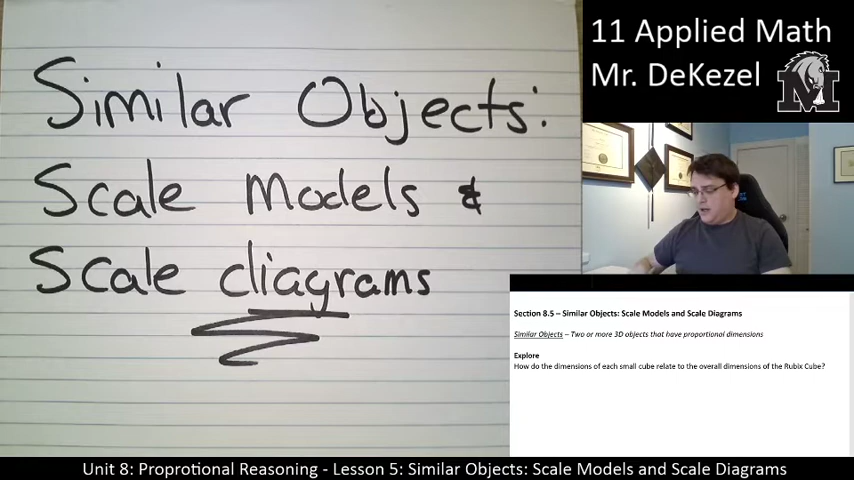 Similar Objects:
Scale Models &
Scale diagrams
11 Applied Math
Mr. DeKezel
M
Section 8.5 – Similar Objects: Scale Models and Scale Diagrams
Similar Objects – Two or more 3D objects that have proportional dimensions
Explore
How do the dimensions of each small cube relate to the overall dimensions of the Rubix Cube?
Unit 8: Proprotional Reasoning - Lesson 5: Similar Objects: Scale Models and Scale Diagrams